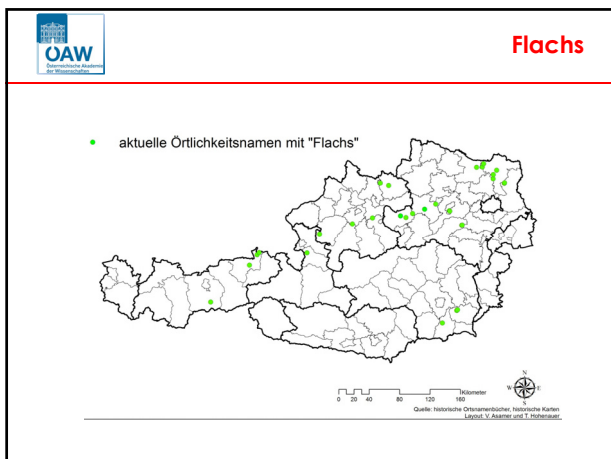 ÖAW
Österreichische Akademie
der Wissenschaften
Flachs
aktuelle Örtlichkeitsnamen mit "Flachs"
N
W E
S
Kilometer
0 20 40 80 120 160
Quelle: historische Ortsnamenbücher, historische Karten
Layout: V. Asamer und T. Hohenauer